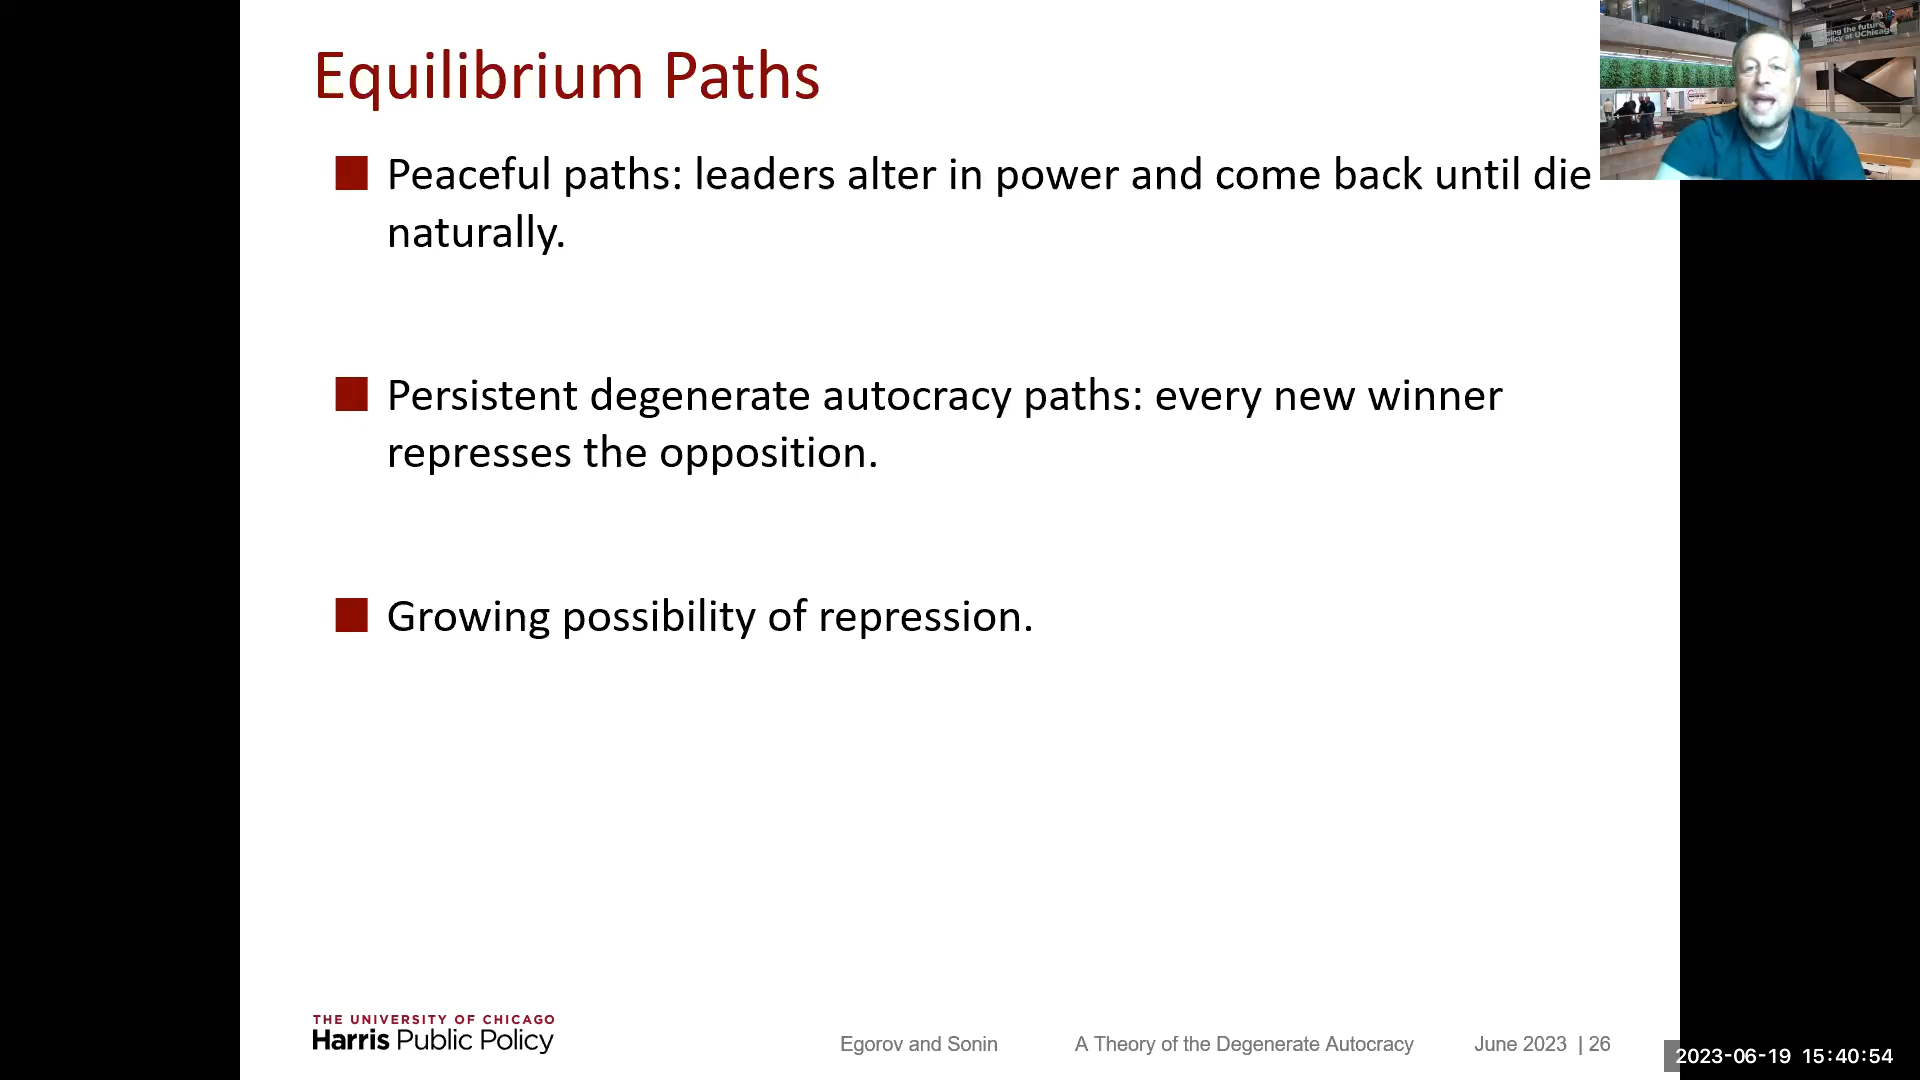 Equilibrium Paths
Peaceful paths: leaders alter in power and come back until die
naturally.
Persistent degenerate autocracy paths: every new winner
represses the opposition.
Growing possibility of repression.
THE UNIVERSITY OF CHICAGO
Harris Public Policy
Egorov and Sonin A Theory of the Degenerate Autocracy June 2023 | 26
2023-06-19 15:40:54